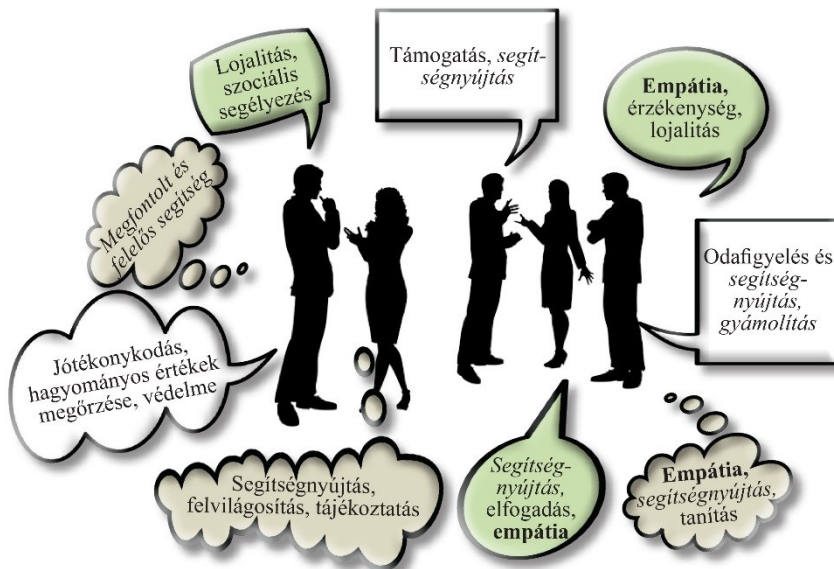 Lojalitás,
szociális
segélyezés
Támogatás, segít-
ségnyújtás
Empátia,
érzékenység,
lojalitás
Megfontolt és
felelős segítség
Odafigyelés és
segítség-
nyújtás,
gyámolítás
Jótékonykodás,
hagyományos értékek
megőrzése, védelme
Segítségnyújtás,
felvilágosítás, tájékoztatás
Segítség-
nyújtás,
elfogadás,
empátia
Empátia,
segítségnyújtás,
tanítás